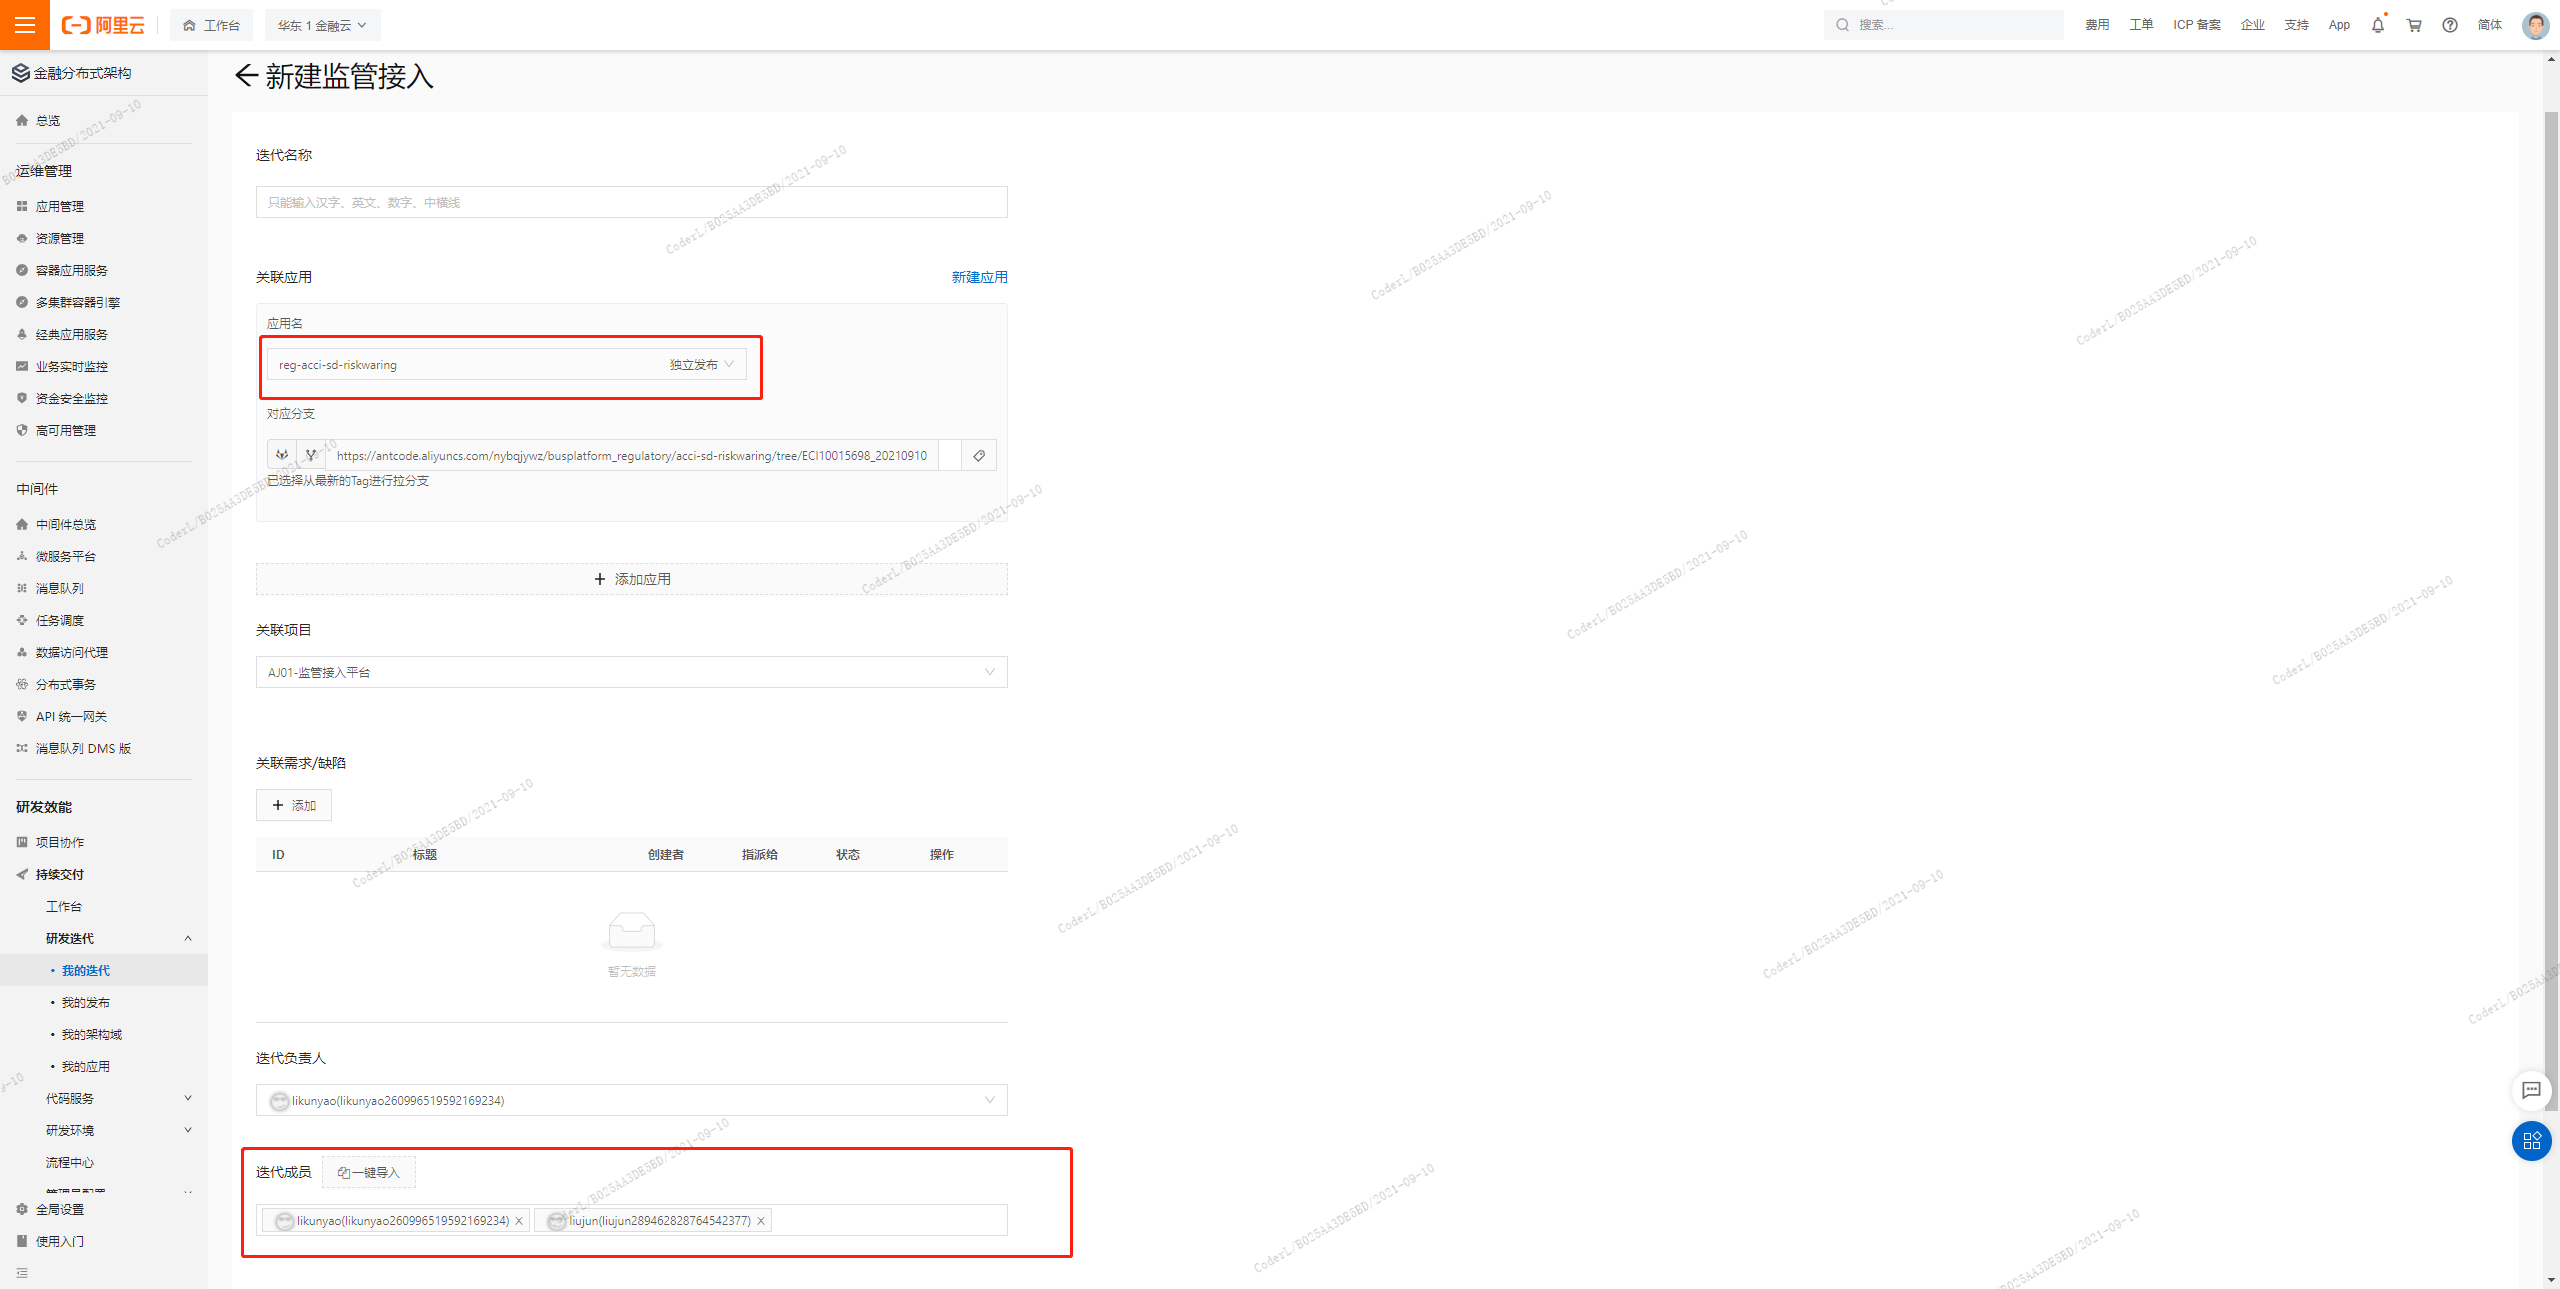 阿里云
工作台
华东 1 金融云
搜索...
费用
工单
ICP 备案
企业
支持
App
简体
金融分布式架构
总览
运维管理
应用管理
资源管理
容器应用服务
多集群容器引擎
经典应用服务
业务实时监控
资金安全监控
高可用管理
中间件
中间件总览
微服务平台
消息队列
任务调度
数据访问代理
分布式事务
API 统一网关
消息队列 DMS 版
研发效能
项目协作
持续交付
工作台
研发迭代
• 我的迭代
• 我的发布
• 我的架构域
• 我的应用
代码服务
研发环境
流程中心
管理员配置
全局设置
使用入门
新建监管接入
迭代名称
只能输入汉字、英文、数字、中横线
关联应用
新建应用
应用名
reg-acci-sd-riskwaring
独立发布
对应分支
https://antcode.aliyuncs.com/nybqjywz/busplatform_regulatory/acci-sd-riskwaring/tree/ECI10015698_20210910
已选择从最新的Tag进行拉分支
+ 添加应用
关联项目
AJ01-监管接入平台
关联需求/缺陷
+ 添加
ID 标题 创建者 指派给 状态 操作
暂无数据
迭代负责人
likunyao(likunyao260996519592169234)
迭代成员
一键导入
likunyao(likunyao260996519592169234) ×
liujun(liujun289462828764542377) ×
CoderL/B025AA3DE5BD/2021-09-10